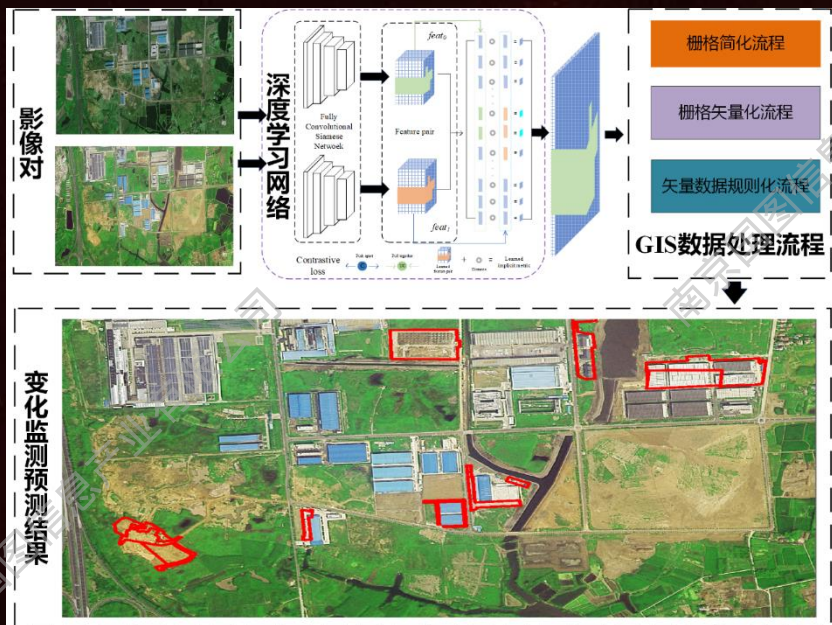 影像对
深度学习网络
Fully
Convolutional
Siamese
Network
feat₀
Feature pair
feat₁
Contrastive
loss
Learned
implicit metric
栅格简化流程
栅格矢量化流程
矢量数据规则化流程
GIS数据处理流程
变化监测预测结果